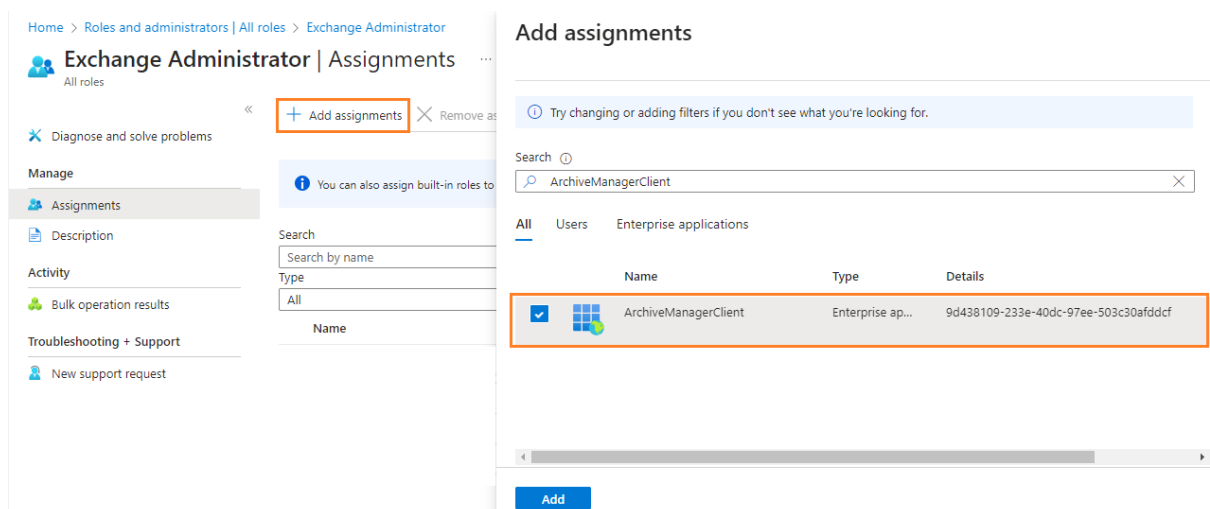 Home > Roles and administrators | All roles > Exchange Administrator
Exchange Administrator | Assignments ...
All roles
«
Diagnose and solve problems
Manage
Assignments
Description
Activity
Bulk operation results
Troubleshooting + Support
New support request
+ Add assignments
Remove as
You can also assign built-in roles to
Search
Search by name
Type
All
Name
Add assignments
Try changing or adding filters if you don't see what you're looking for.
Search
ArchiveManagerClient
All Users Enterprise applications
Name Type Details
ArchiveManagerClient Enterprise ap... 9d438109-233e-40dc-97ee-503c30afddcf
Add